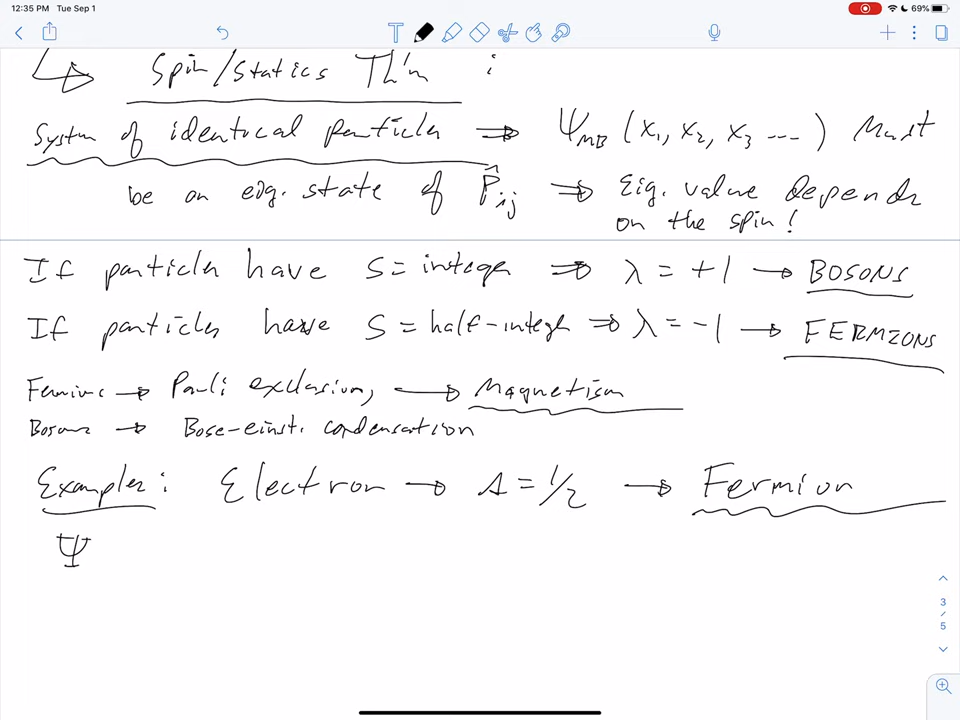 12:35 PM Tue Sep 1
69%
Spin/Statics Th'm :
System of identical particles ⇒ Ψ_MB (x₁, x₂, x₃ ----) Must
be an eig. state of P̂ij ⇒ Eig. value depends
on the spin!
If particles have S = integer ⇒ λ = +1 → BOSONS
If particles have S = half-integer ⇒ λ = -1 → FERMIONS
Fermions → Pauli exclusion, → Magnetism
Bosons → Bose-einst. condensation
Examples: Electron → s = 1/2 → Fermion
Ψ
3
/
5